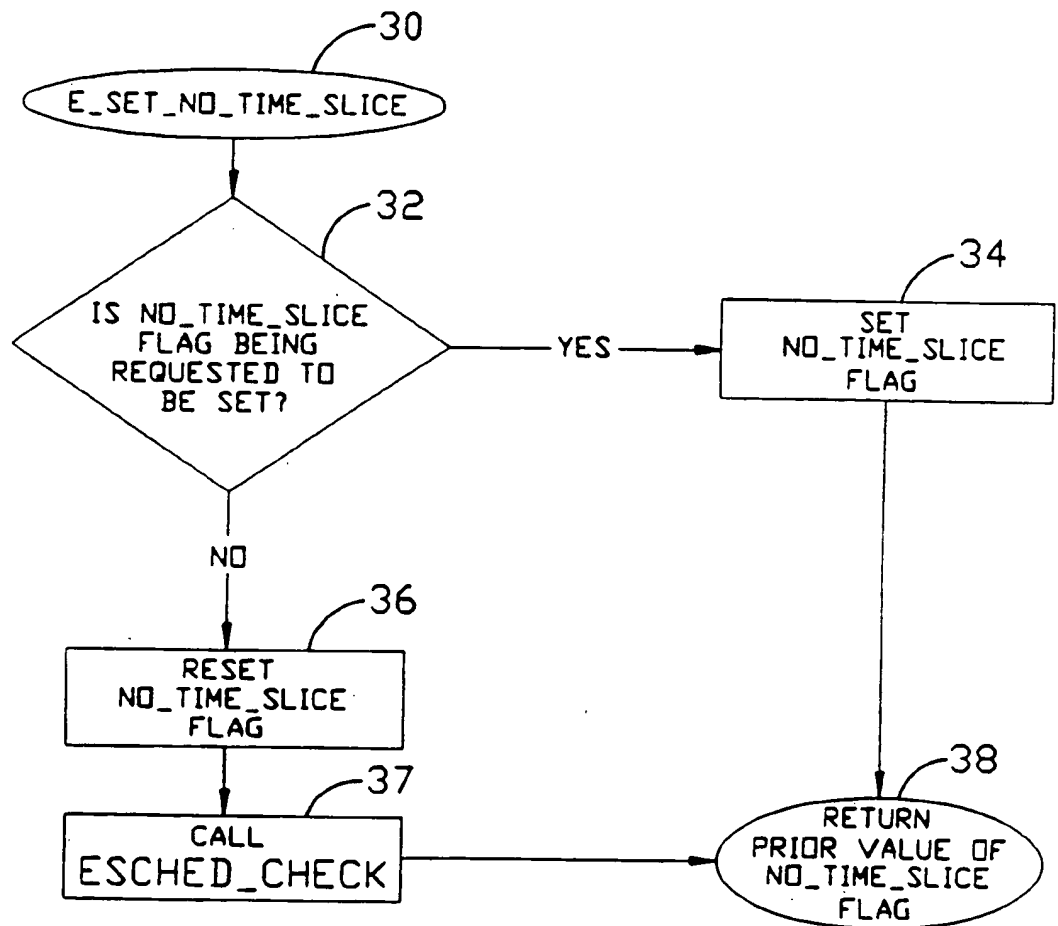 30
E_SET_NO_TIME_SLICE
32
IS NO_TIME_SLICE
FLAG BEING
REQUESTED TO
BE SET?
YES
34
SET
NO_TIME_SLICE
FLAG
NO
36
RESET
NO_TIME_SLICE
FLAG
37
CALL
ESCHED_CHECK
38
RETURN
PRIOR VALUE OF
NO_TIME_SLICE
FLAG